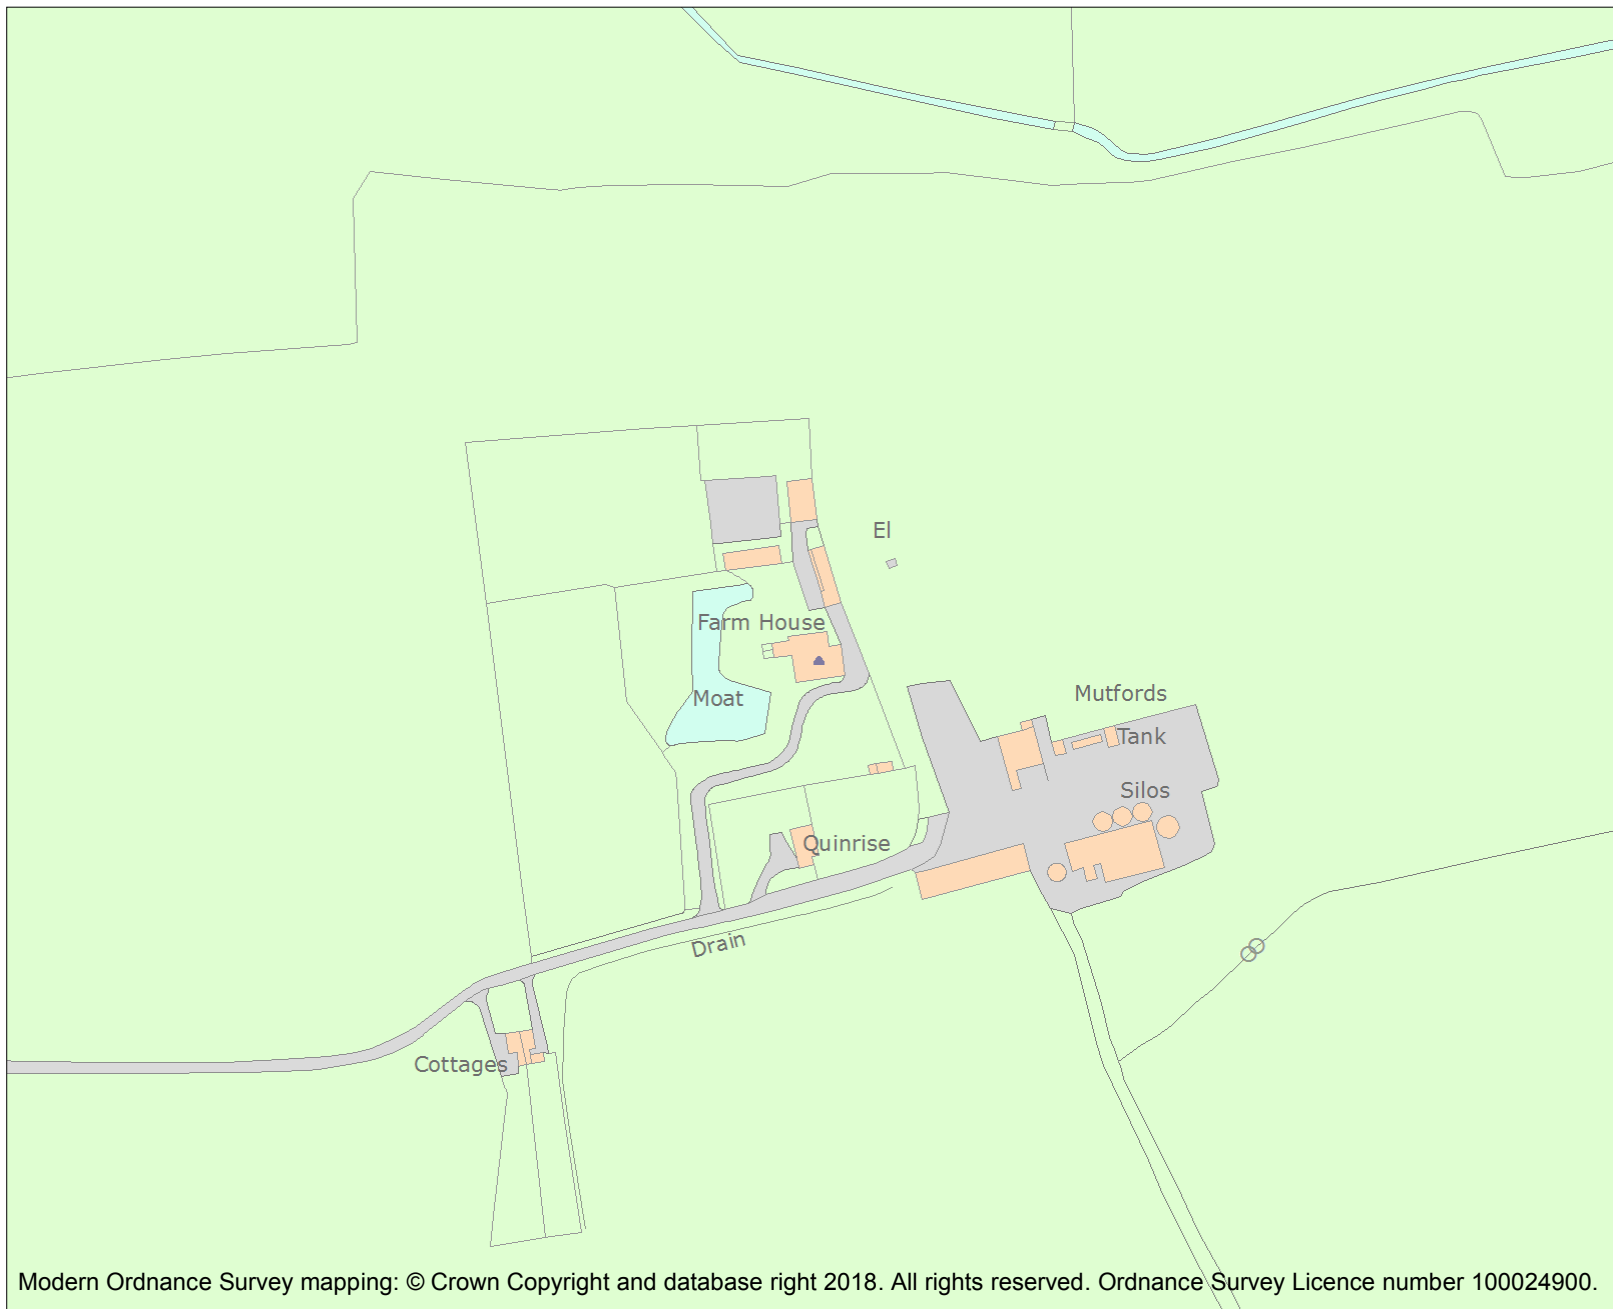 El
Farm House
Moat
Mutfords
Tank
Silos
Quinrise
Drain
Cottages
Modern Ordnance Survey mapping: © Crown Copyright and database right 2018. All rights reserved. Ordnance Survey Licence number 100024900.